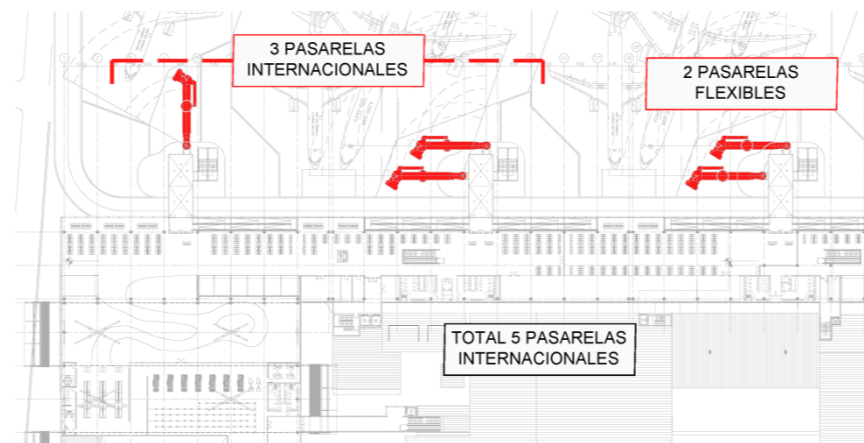 3 PASARELAS
INTERNACIONALES
2 PASARELAS
FLEXIBLES
TOTAL 5 PASARELAS
INTERNACIONALES